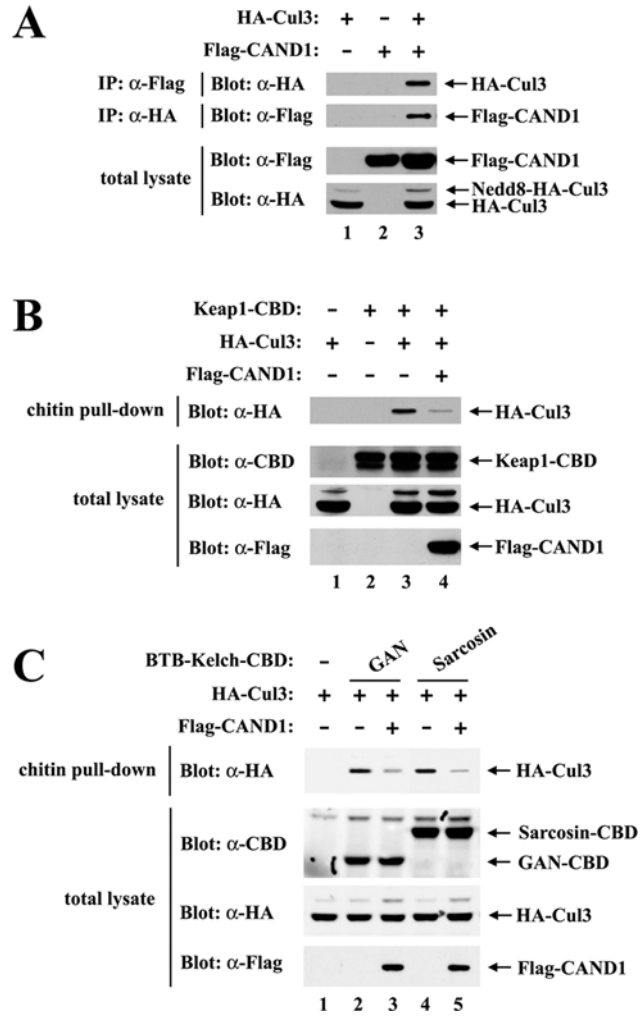 A
HA-Cul3: + – +
Flag-CAND1: – + +
IP: α-Flag Blot: α-HA HA-Cul3
IP: α-HA Blot: α-Flag Flag-CAND1
total lysate
Blot: α-Flag Flag-CAND1
Blot: α-HA Nedd8-HA-Cul3
HA-Cul3
1 2 3
B
Keap1-CBD: – + + +
HA-Cul3: + – + +
Flag-CAND1: – – – +
chitin pull-down Blot: α-HA HA-Cul3
total lysate
Blot: α-CBD Keap1-CBD
Blot: α-HA HA-Cul3
Blot: α-Flag Flag-CAND1
1 2 3 4
C
BTB-Kelch-CBD: – GAN Sarcosin
HA-Cul3: + + + + +
Flag-CAND1: – – + – +
chitin pull-down Blot: α-HA HA-Cul3
total lysate
Blot: α-CBD Sarcosin-CBD
GAN-CBD
Blot: α-HA HA-Cul3
Blot: α-Flag Flag-CAND1
1 2 3 4 5